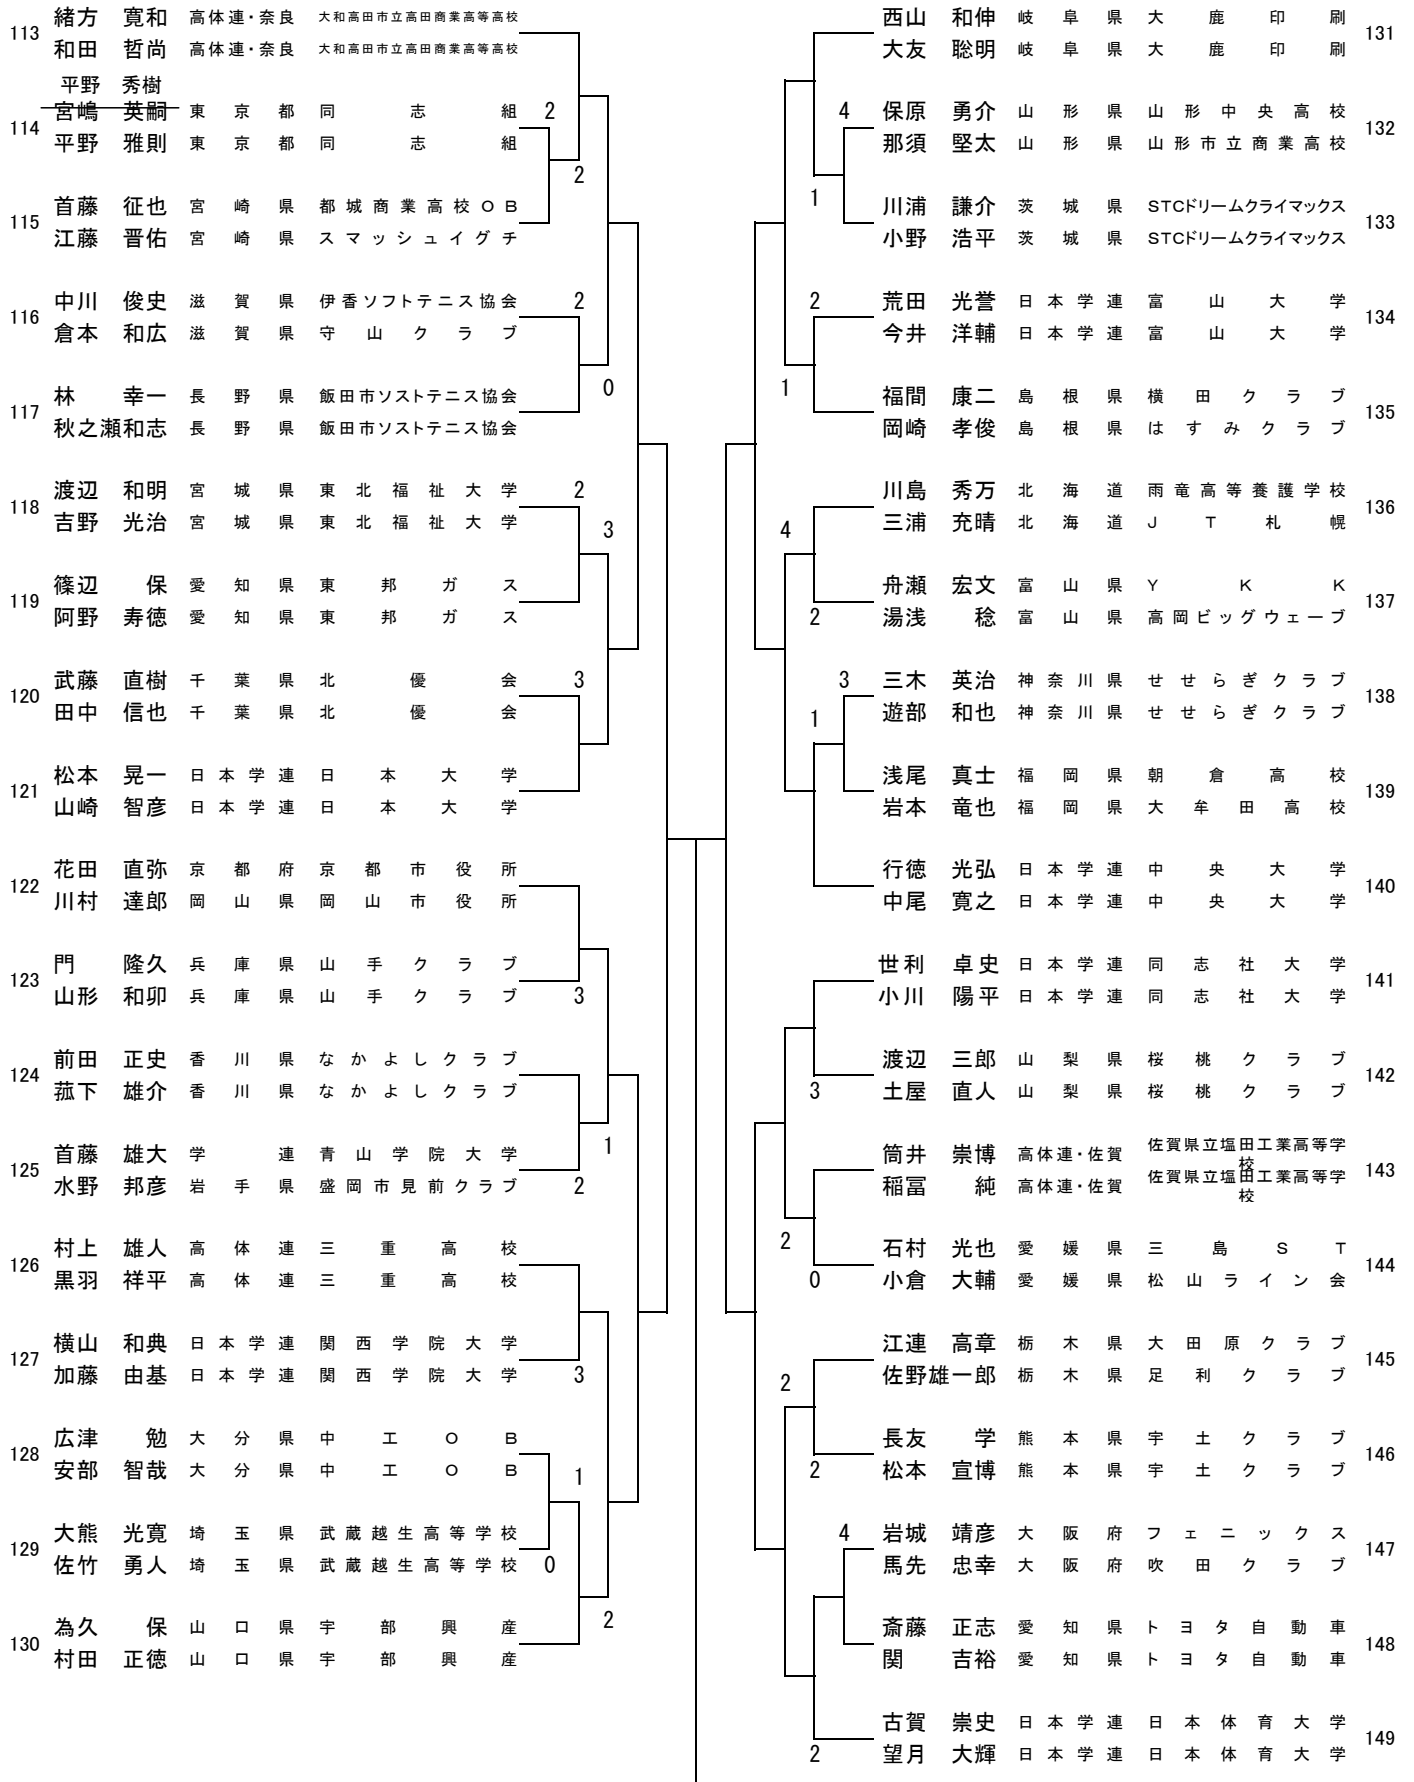 113 緒方 寛和 高体連・奈良 大和高田市立高田商業高等高校
和田 哲尚 高体連・奈良 大和高田市立高田商業高等高校
平野 秀樹
114 宮嶋 英嗣 東京都 同志組 2
平野 雅則 東京都 同志組
2
115 首藤 征也 宮崎県 都城商業高校OB
江藤 晋佑 宮崎県 スマッシュイグチ
116 中川 俊史 滋賀県 伊香ソフトテニス協会 2
倉本 和広 滋賀県 守山クラブ
0
117 林 幸一 長野県 飯田市ソストテニス協会
秋之瀬和志 長野県 飯田市ソストテニス協会
118 渡辺 和明 宮城県 東北福祉大学 2
吉野 光治 宮城県 東北福祉大学
3
119 篠辺 保 愛知県 東邦ガス
阿野 寿徳 愛知県 東邦ガス
120 武藤 直樹 千葉県 北優会 3
田中 信也 千葉県 北優会
121 松本 晃一 日本学連 日本大学
山崎 智彦 日本学連 日本大学
122 花田 直弥 京都府 京都市役所
川村 達郎 岡山県 岡山市役所
123 門 隆久 兵庫県 山手クラブ
山形 和卯 兵庫県 山手クラブ 3
124 前田 正史 香川県 なかよしクラブ
菰下 雄介 香川県 なかよしクラブ
1
125 首藤 雄大 学連 青山学院大学
水野 邦彦 岩手県 盛岡市見前クラブ 2
126 村上 雄人 高体連 三重高校
黒羽 祥平 高体連 三重高校
127 横山 和典 日本学連 関西学院大学
加藤 由基 日本学連 関西学院大学 3
128 広津 勉 大分県 中工OB
安部 智哉 大分県 中工OB
1
129 大熊 光寛 埼玉県 武蔵越生高等学校
佐竹 勇人 埼玉県 武蔵越生高等学校 0
130 為久 保 山口県 宇部興産 2
村田 正徳 山口県 宇部興産
西山 和伸 岐阜県 大鹿印刷 131
大友 聡明 岐阜県 大鹿印刷
4 保原 勇介 山形県 山形中央高校 132
那須 堅太 山形県 山形市立商業高校
1
川浦 謙介 茨城県 STCドリームクライマックス 133
小野 浩平 茨城県 STCドリームクライマックス
2 荒田 光誉 日本学連 富山大学 134
今井 洋輔 日本学連 富山大学
1
福間 康二 島根県 横田クラブ 135
岡崎 孝俊 島根県 はすみクラブ
川島 秀万 北海道 雨竜高等養護学校 136
三浦 充晴 北海道 JT札幌
4
舟瀬 宏文 富山県 YKK 137
2 湯浅 稔 富山県 高岡ビッグウェーブ
3 三木 英治 神奈川県 せせらぎクラブ 138
遊部 和也 神奈川県 せせらぎクラブ
1
浅尾 真士 福岡県 朝倉高校 139
岩本 竜也 福岡県 大牟田高校
行徳 光弘 日本学連 中央大学 140
中尾 寛之 日本学連 中央大学
世利 卓史 日本学連 同志社大学 141
小川 陽平 日本学連 同志社大学
渡辺 三郎 山梨県 桜桃クラブ 142
3 土屋 直人 山梨県 桜桃クラブ
筒井 崇博 高体連・佐賀 佐賀県立塩田工業高等学校 143
稲冨 純 高体連・佐賀 佐賀県立塩田工業高等学校
2
石村 光也 愛媛県 三島ST 144
0 小倉 大輔 愛媛県 松山ライン会
江連 高章 栃木県 大田原クラブ 145
佐野雄一郎 栃木県 足利クラブ
2
長友 学 熊本県 宇土クラブ 146
2 松本 宣博 熊本県 宇土クラブ
4 岩城 靖彦 大阪府 フェニックス 147
馬先 忠幸 大阪府 吹田クラブ
斎藤 正志 愛知県 トヨタ自動車 148
関 吉裕 愛知県 トヨタ自動車
古賀 崇史 日本学連 日本体育大学 149
2 望月 大輝 日本学連 日本体育大学